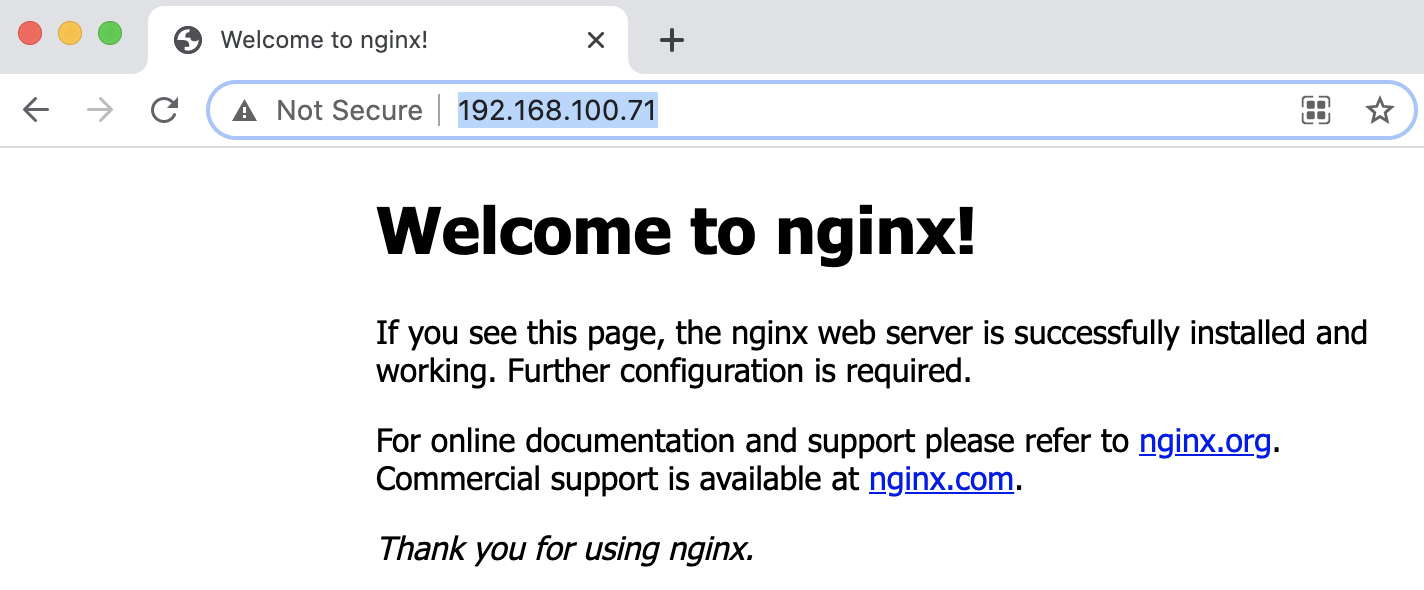 Welcome to nginx!
Not Secure
192.168.100.71
Welcome to nginx!
If you see this page, the nginx web server is successfully installed and
working. Further configuration is required.
For online documentation and support please refer to nginx.org.
Commercial support is available at nginx.com.
Thank you for using nginx.